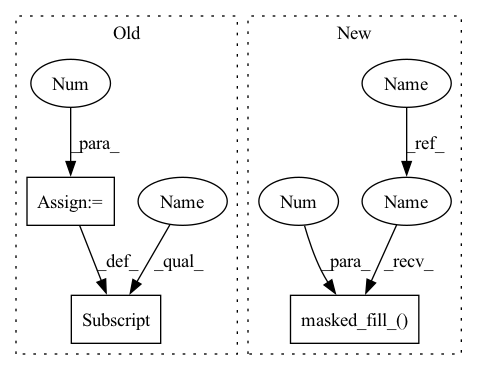 Old
New
Num
Name
_para_
_ref_
Assign:=
Name
Num
Name
_def_
_qual_
_para_
_recv_
Subscript
masked_fill_()